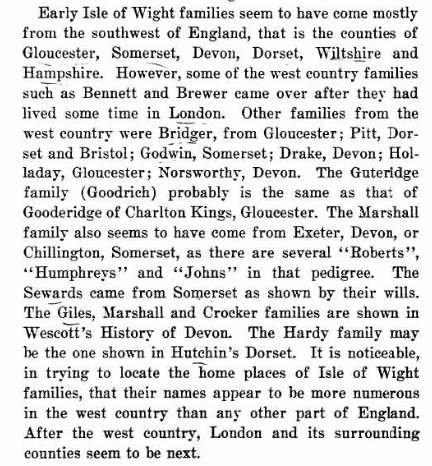 Early Isle of Wight families seem to have come mostly
from the southwest of England, that is the counties of
Gloucester, Somerset, Devon, Dorset, Wiltshire and
Hampshire. However, some of the west country families
such as Bennett and Brewer came over after they had
lived some time in London. Other families from the
west country were Bridger, from Gloucester; Pitt, Dor-
set and Bristol; Godwin, Somerset; Drake, Devon; Hol-
laday, Gloucester; Norsworthy, Devon. The Guteridge
family (Goodrich) probably is the same as that of
Gooderidge of Charlton Kings, Gloucester. The Marshall
family also seems to have come from Exeter, Devon, or
Chillington, Somerset, as there are several "Roberts",
"Humphreys" and "Johns" in that pedigree. The
Sewards came from Somerset as shown by their wills.
The Giles, Marshall and Crocker families are shown in
Wescott's History of Devon. The Hardy family may
be the one shown in Hutchin's Dorset. It is noticeable,
in trying to locate the home places of Isle of Wight
families, that their names appear to be more numerous
in the west country than any other part of England.
After the west country, London and its surrounding
counties seem to be next.